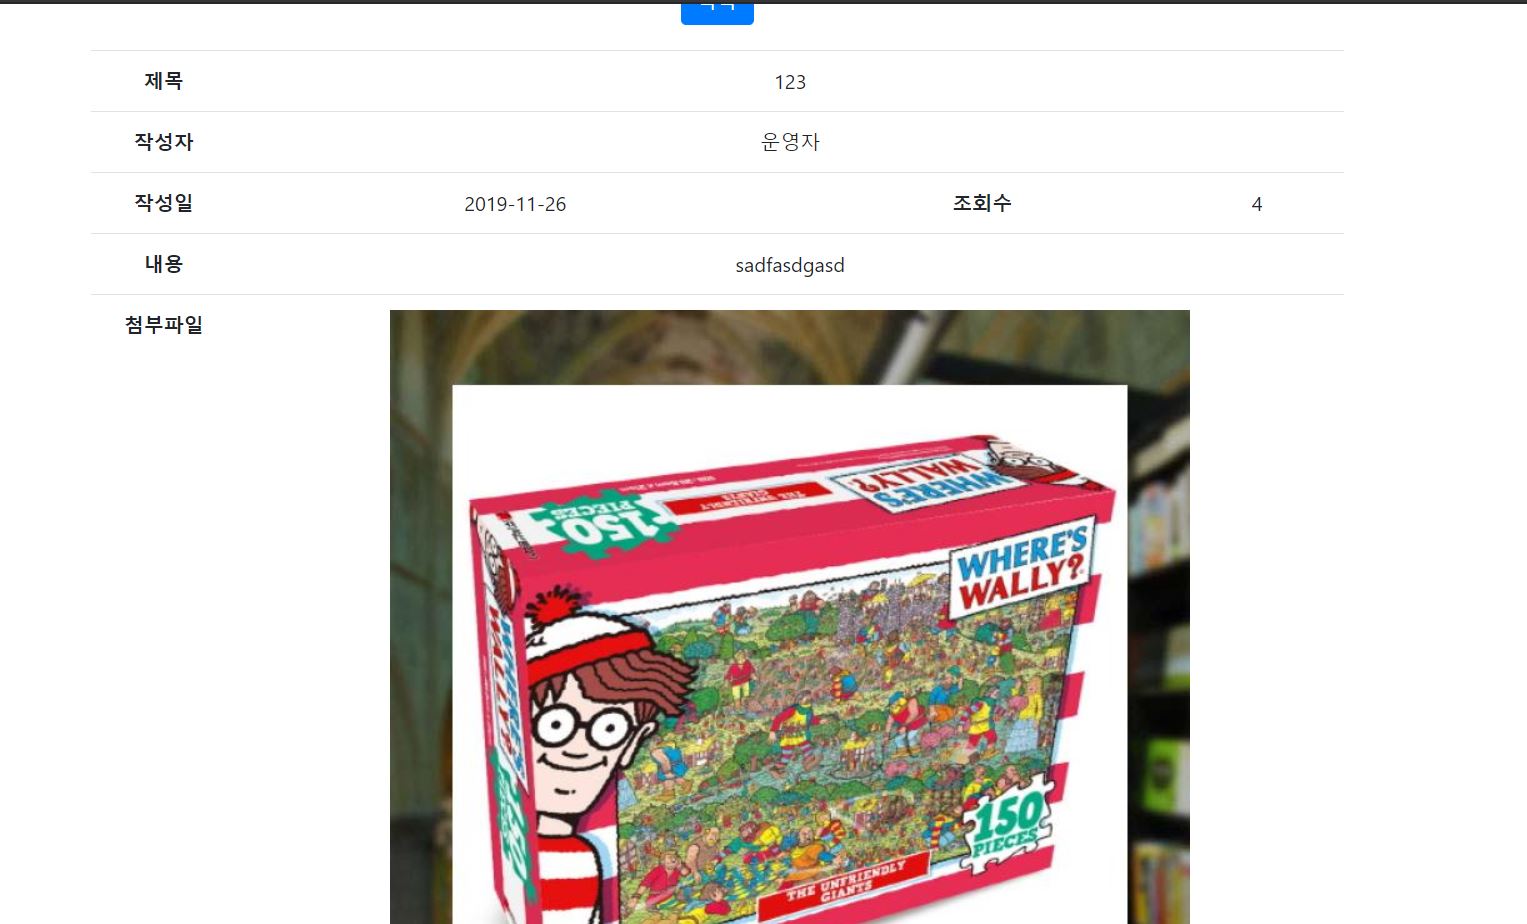 제목 123
작성자 운영자
작성일 2019-11-26 조회수 4
내용 sadfasdgasd
첨부파일
WHERE'S
WALLY?
THE UNFRIENDLY
GIANTS
150
PIECES
WHERE'S
WALLY?
WHERE'S
WALLY?
150
PIECES
THE UNFRIENDLY
GIANTS